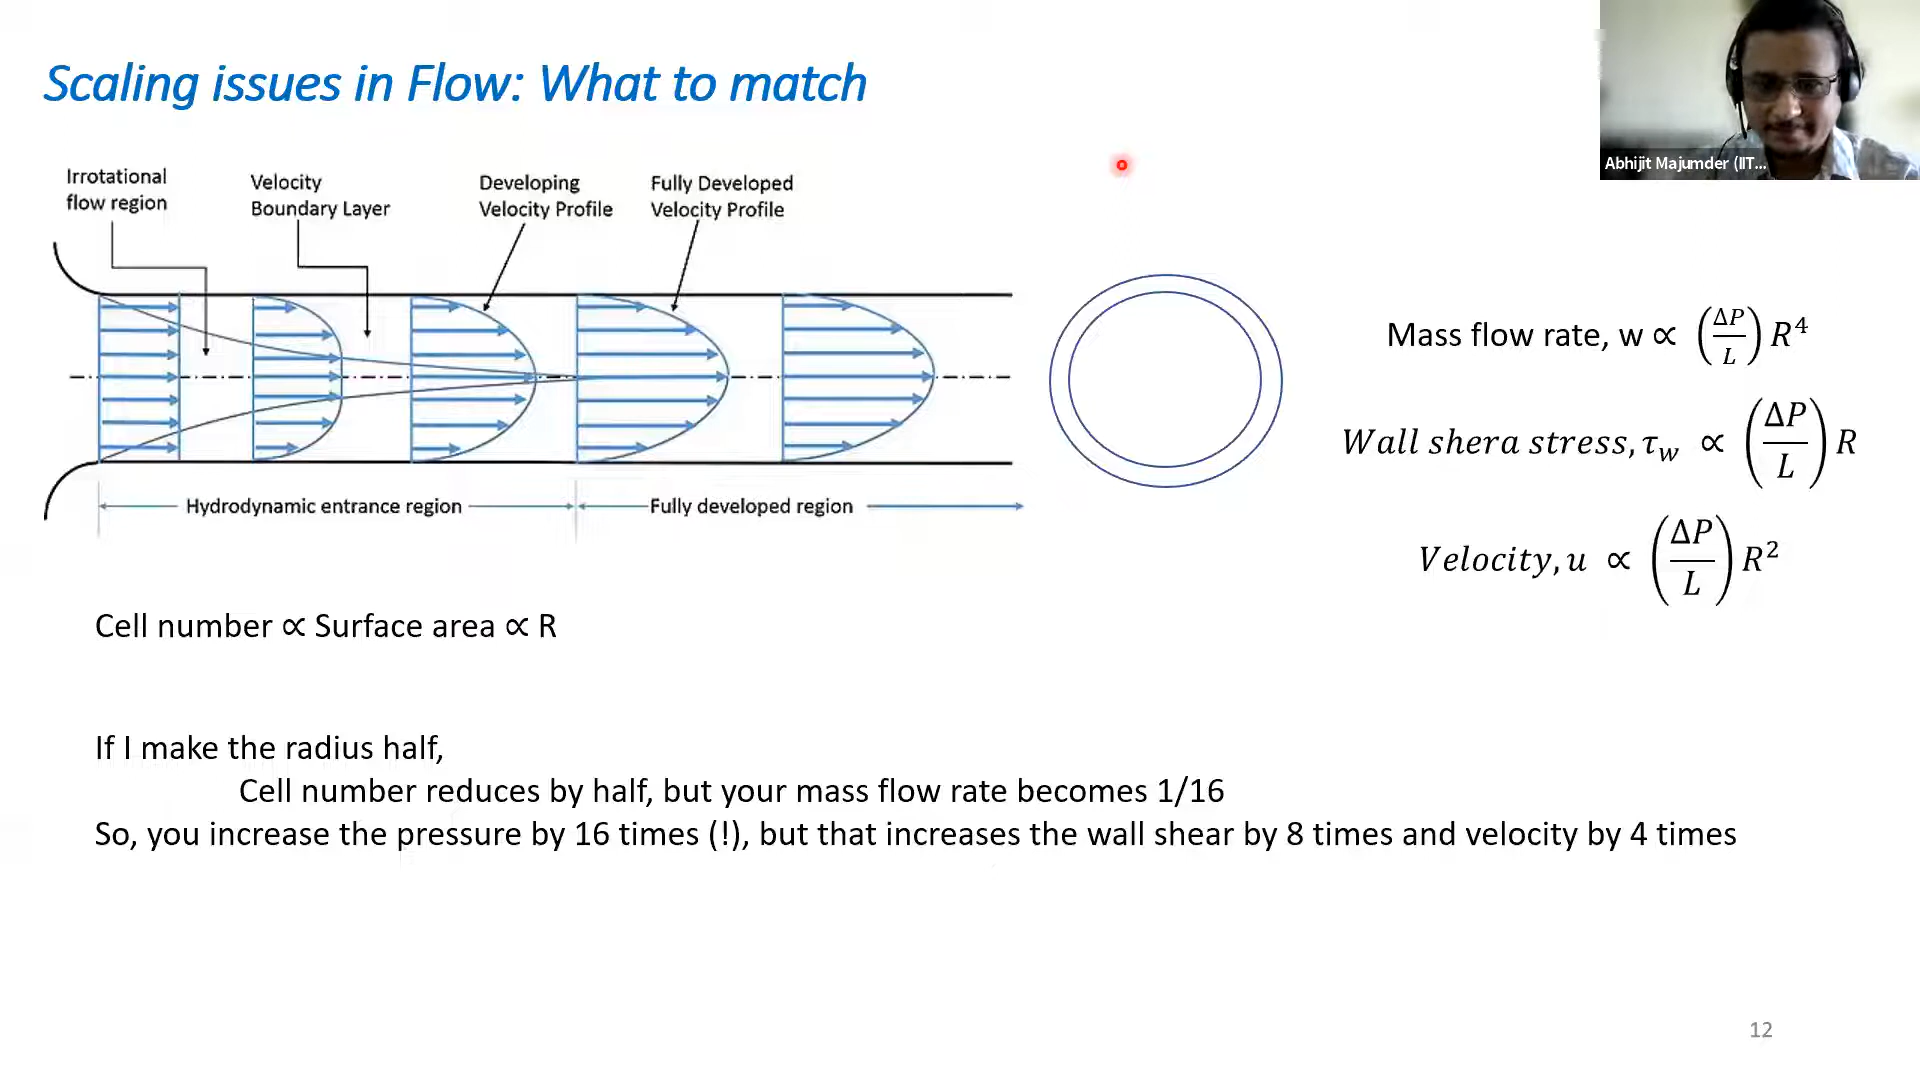 Scaling issues in Flow: What to match
Abhijit Majumder (IIT...
Irrotational
flow region
Velocity
Boundary Layer
Developing
Velocity Profile
Fully Developed
Velocity Profile
Hydrodynamic entrance region
Fully developed region
Mass flow rate, w ∝ (ΔP/L) R⁴
Wall shera stress, τ_w ∝ (ΔP/L) R
Velocity, u ∝ (ΔP/L) R²
Cell number ∝ Surface area ∝ R
If I make the radius half,
Cell number reduces by half, but your mass flow rate becomes 1/16
So, you increase the pressure by 16 times (!), but that increases the wall shear by 8 times and velocity by 4 times
12